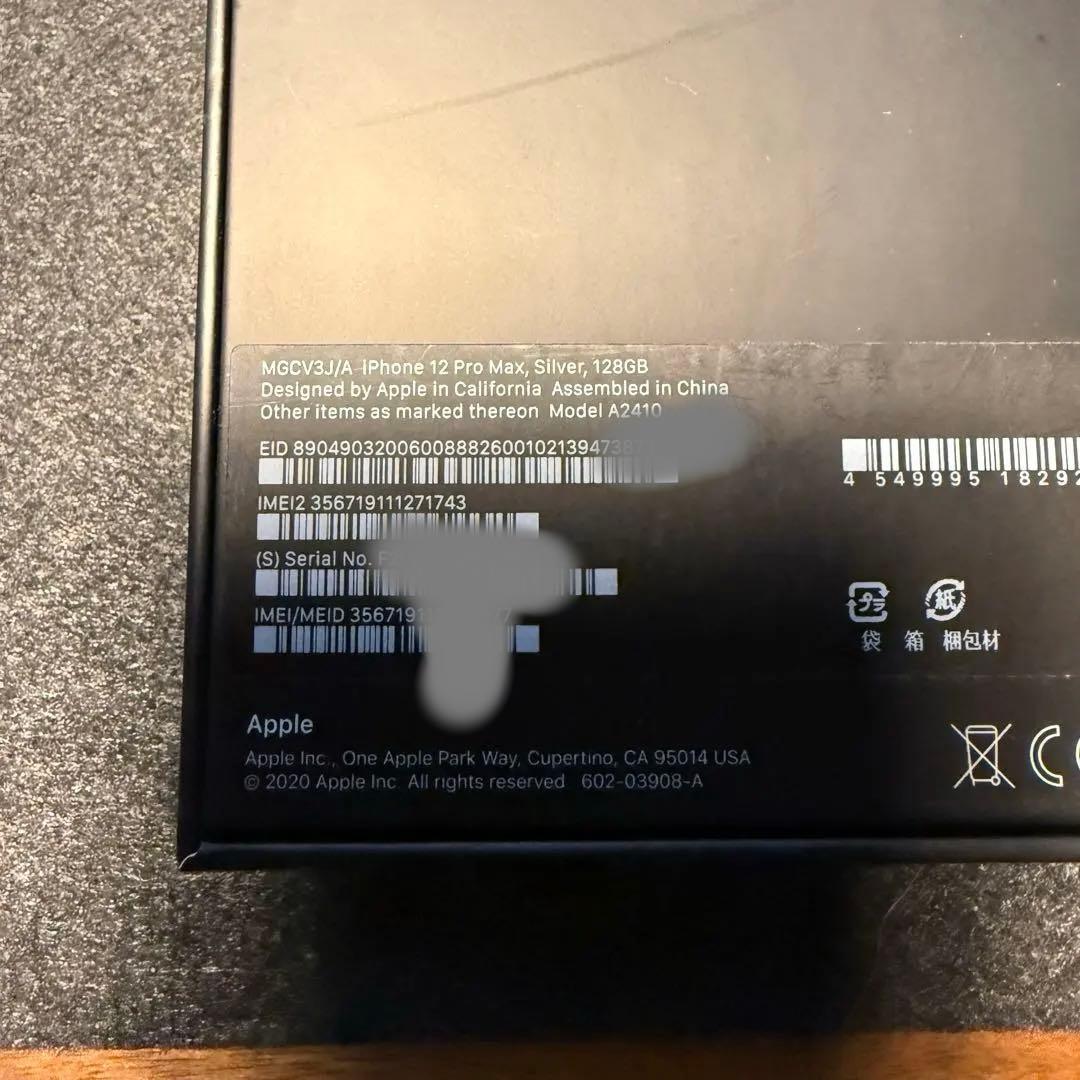 MGCV3J/A iPhone 12 Pro Max, Silver, 128GB
Designed by Apple in California Assembled in China
Other items as marked thereon Model A2410
EID 890490320060088826001021394738
IMEI2 356719111271743
(S) Serial No. F
IMEI/MEID 3567191
4 549995 18292
プラ 紙
袋 箱 梱包材
Apple
Apple Inc., One Apple Park Way, Cupertino, CA 95014 USA
© 2020 Apple Inc. All rights reserved 602-03908-A